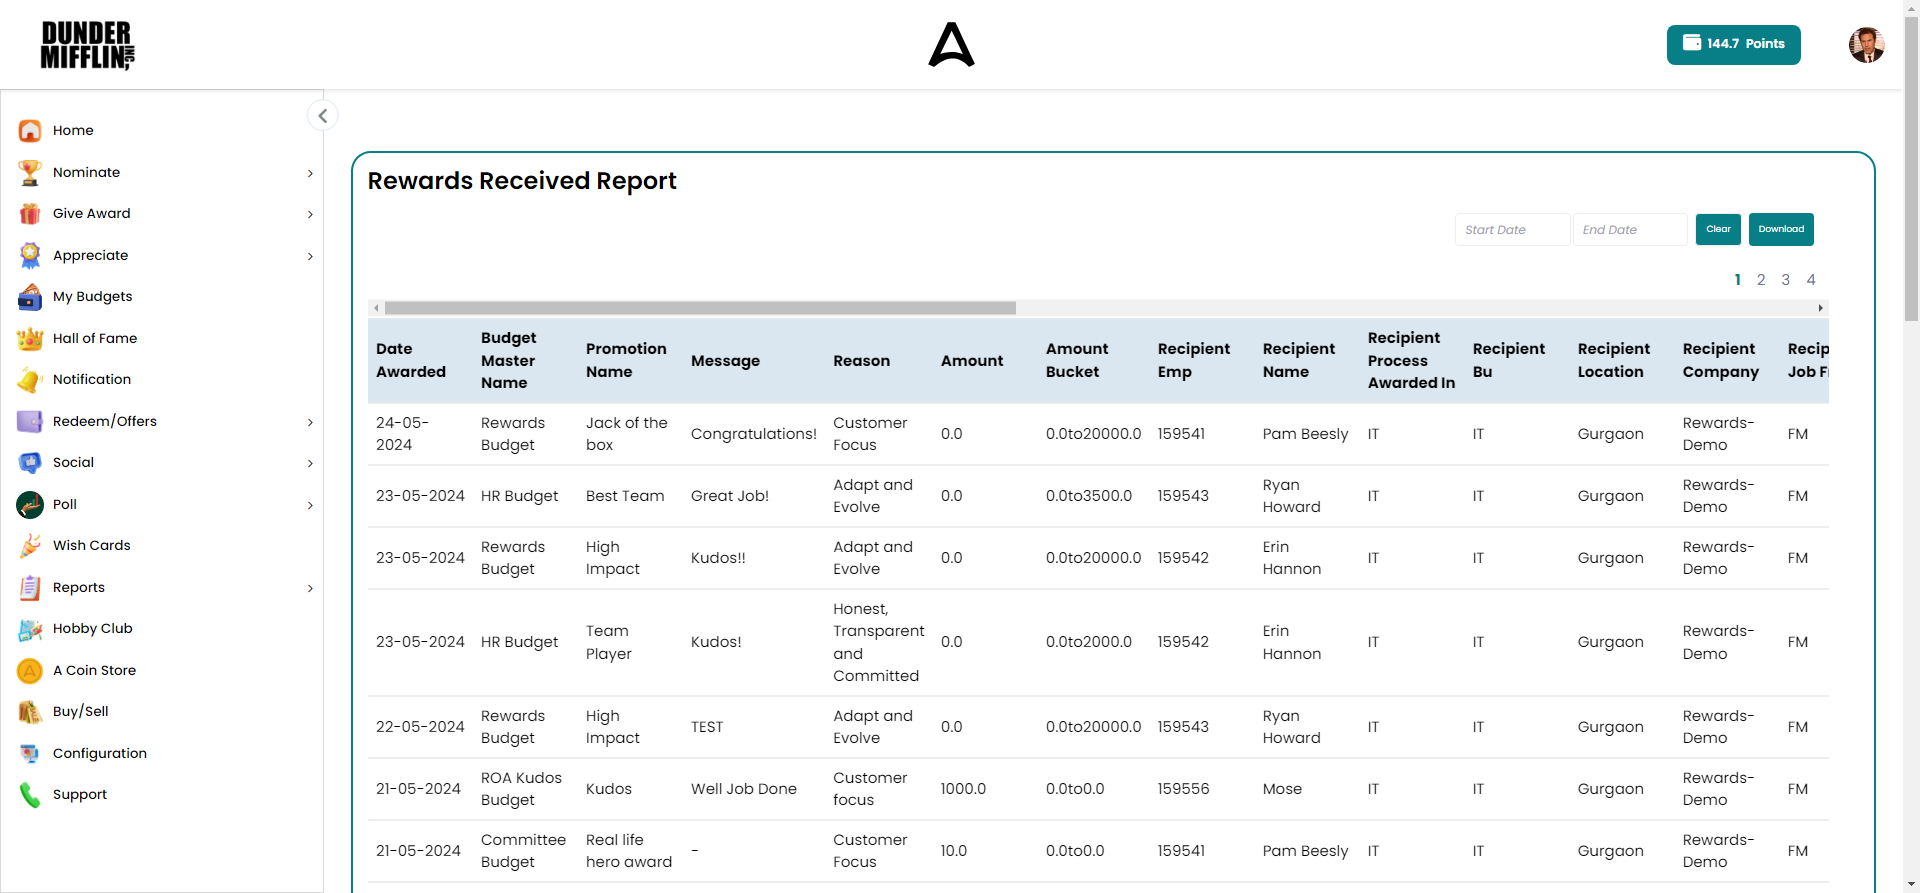 DUNDER
MIFFLIN INC,
144.7 Points
Home
Nominate
Give Award
Appreciate
My Budgets
Hall of Fame
Notification
Redeem/Offers
Social
Poll
Wish Cards
Reports
Hobby Club
A Coin Store
Buy/Sell
Configuration
Support
Rewards Received Report
Start Date End Date Clear Download
1 2 3 4
Date Awarded Budget Master Name Promotion Name Message Reason Amount Amount Bucket Recipient Emp Recipient Name Recipient Process Awarded In Recipient Bu Recipient Location Recipient Company Recip Job F
24-05-2024 Rewards Budget Jack of the box Congratulations! Customer Focus 0.0 0.0to20000.0 159541 Pam Beesly IT IT Gurgaon Rewards-Demo FM
23-05-2024 HR Budget Best Team Great Job! Adapt and Evolve 0.0 0.0to3500.0 159543 Ryan Howard IT IT Gurgaon Rewards-Demo FM
23-05-2024 Rewards Budget High Impact Kudos!! Adapt and Evolve 0.0 0.0to20000.0 159542 Erin Hannon IT IT Gurgaon Rewards-Demo FM
23-05-2024 HR Budget Team Player Kudos! Honest, Transparent and Committed 0.0 0.0to2000.0 159542 Erin Hannon IT IT Gurgaon Rewards-Demo FM
22-05-2024 Rewards Budget High Impact TEST Adapt and Evolve 0.0 0.0to20000.0 159543 Ryan Howard IT IT Gurgaon Rewards-Demo FM
21-05-2024 ROA Kudos Budget Kudos Well Job Done Customer focus 1000.0 0.0to0.0 159556 Mose IT IT Gurgaon Rewards-Demo FM
21-05-2024 Committee Budget Real life hero award - Customer Focus 10.0 0.0to0.0 159541 Pam Beesly IT IT Gurgaon Rewards-Demo FM